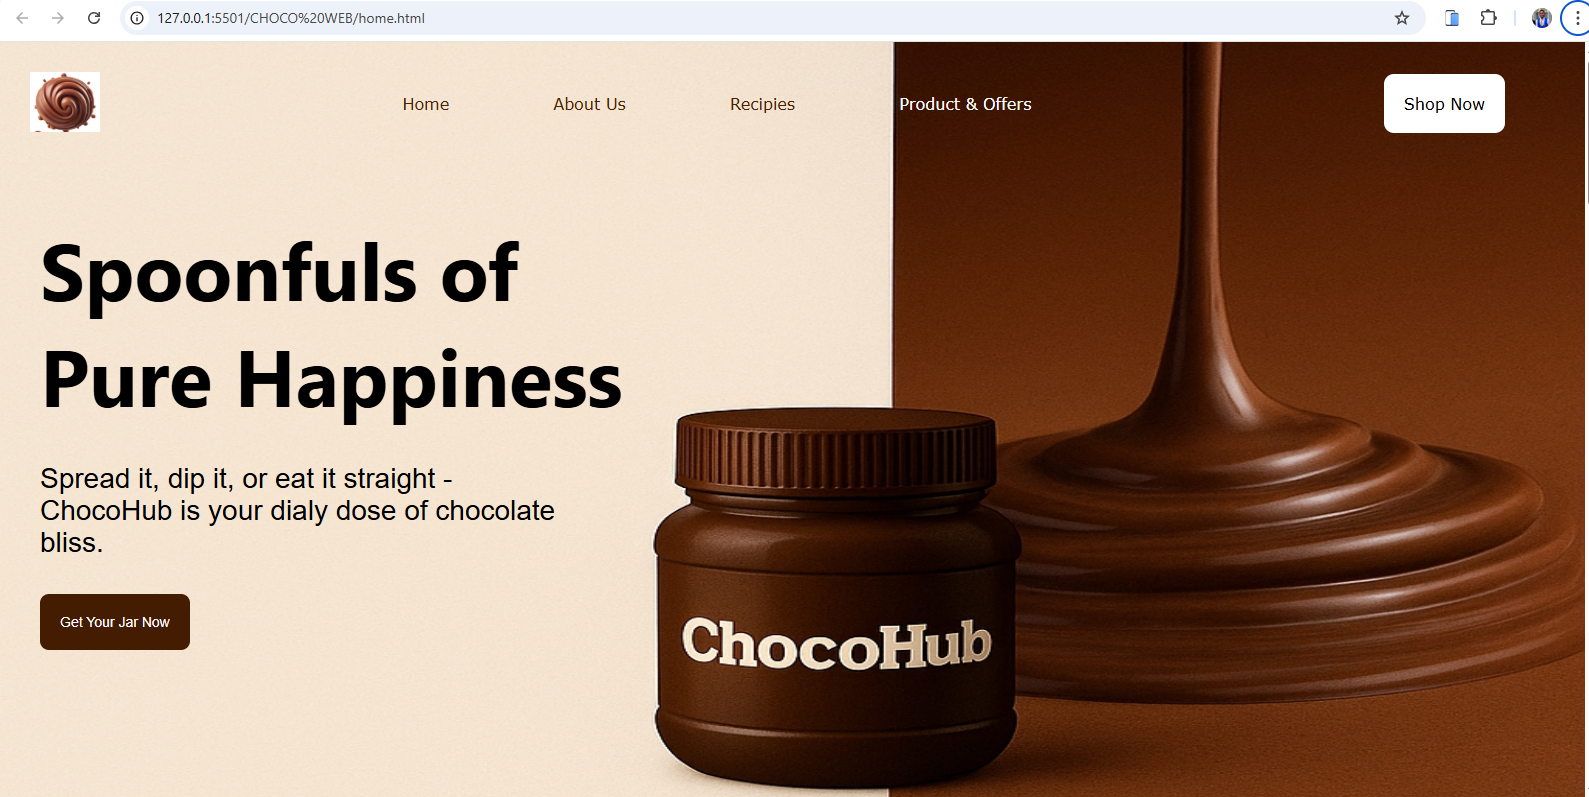 127.0.0.1:5501/CHOCO%20WEB/home.html
Home About Us Recipies Product & Offers Shop Now
Spoonfuls of
Pure Happiness
Spread it, dip it, or eat it straight -
ChocoHub is your dialy dose of chocolate
bliss.
Get Your Jar Now
ChocoHub